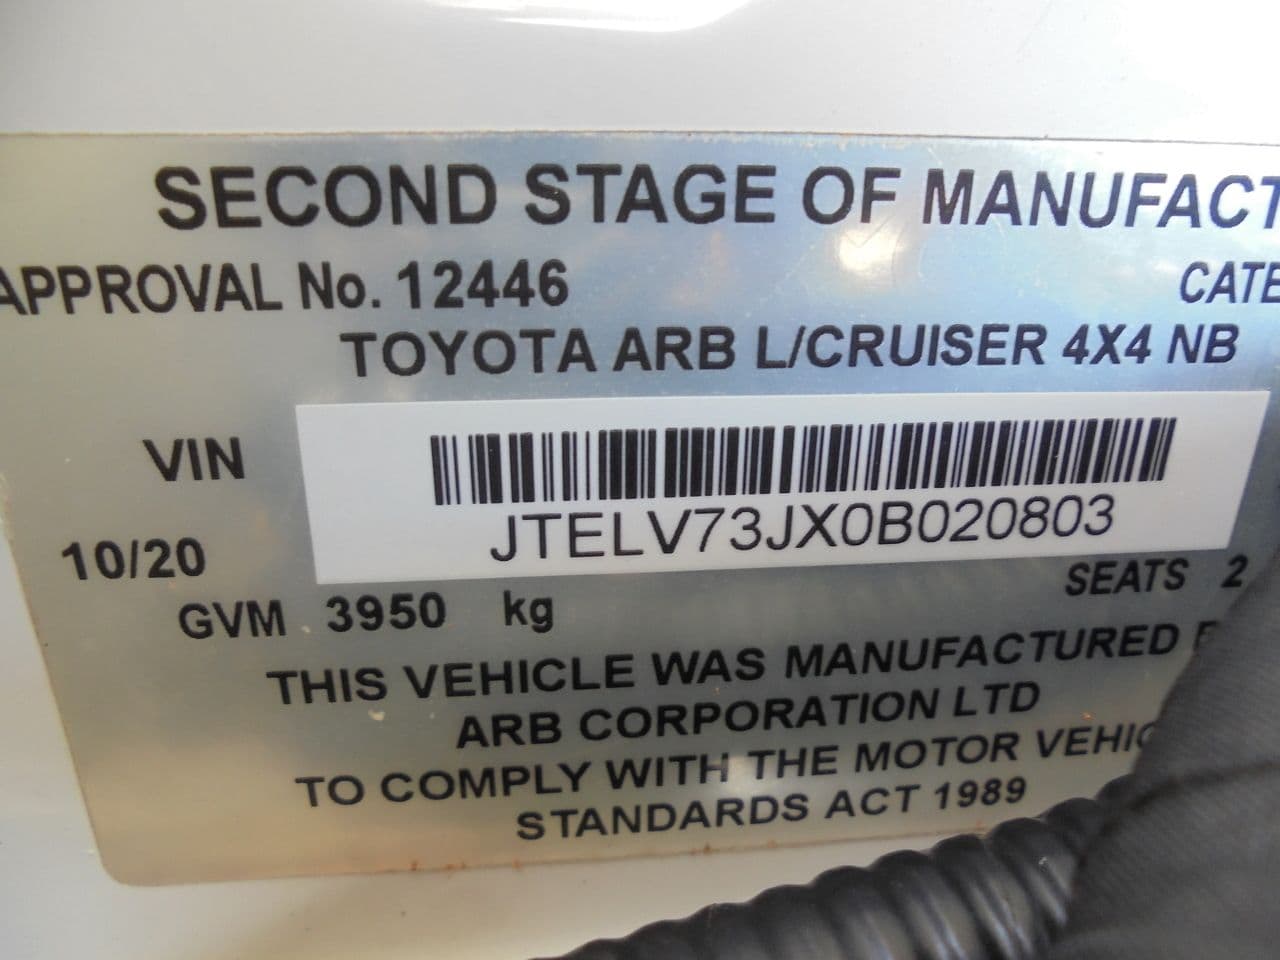 SECOND STAGE OF MANUFACT
APPROVAL No. 12446 CATE
TOYOTA ARB L/CRUISER 4X4 NB
VIN
JTELV73JX0B020803
10/20
SEATS 2
GVM 3950 kg
THIS VEHICLE WAS MANUFACTURED
ARB CORPORATION LTD
TO COMPLY WITH THE MOTOR VEHIC
STANDARDS ACT 1989